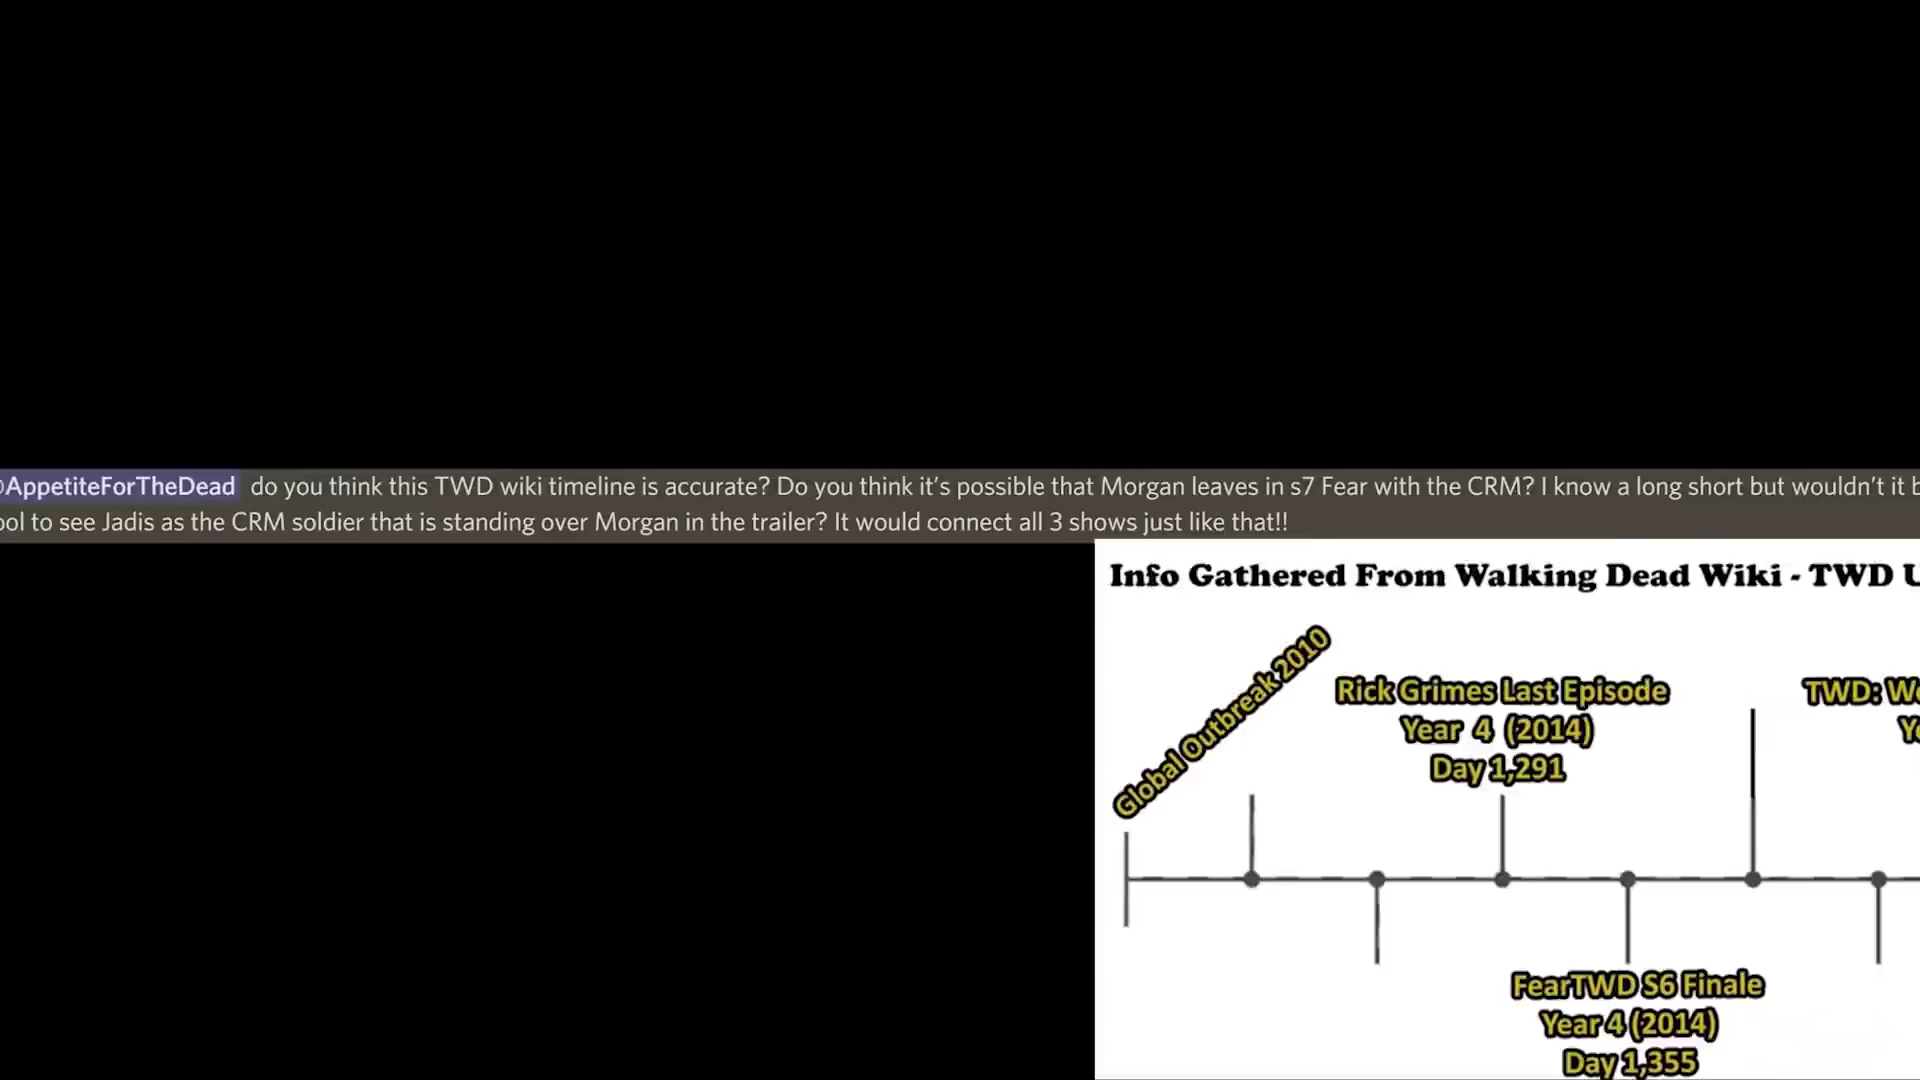 @AppetiteForTheDead do you think this TWD wiki timeline is accurate? Do you think it's possible that Morgan leaves in s7 Fear with the CRM? I know a long short but wouldn't it b
ool to see Jadis as the CRM soldier that is standing over Morgan in the trailer? It would connect all 3 shows just like that!!
Info Gathered From Walking Dead Wiki - TWD U
Global Outbreak 2010
Rick Grimes Last Episode
Year 4 (2014)
Day 1,291
TWD: Wo
Ye
FearTWD S6 Finale
Year 4 (2014)
Day 1,355